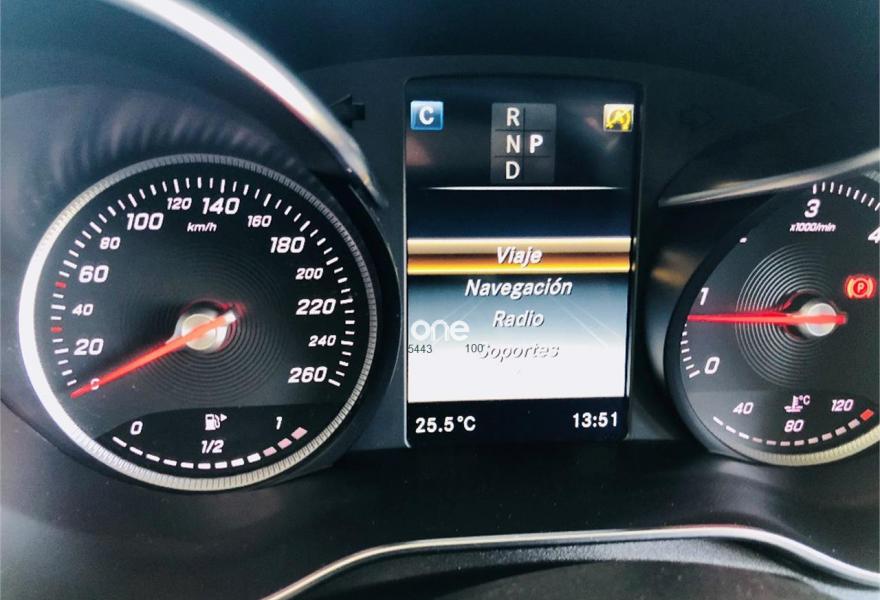 C
R
N P
D
A
0
20
40
60
80
100
120
140
160
180
200
220
240
260
km/h
0
1/2
1
Viaje
Navegación
Radio
Soportes
one
5443
100
25.5°C
13:51
0
1
3
4
x1000/min
P
°C
40
80
120